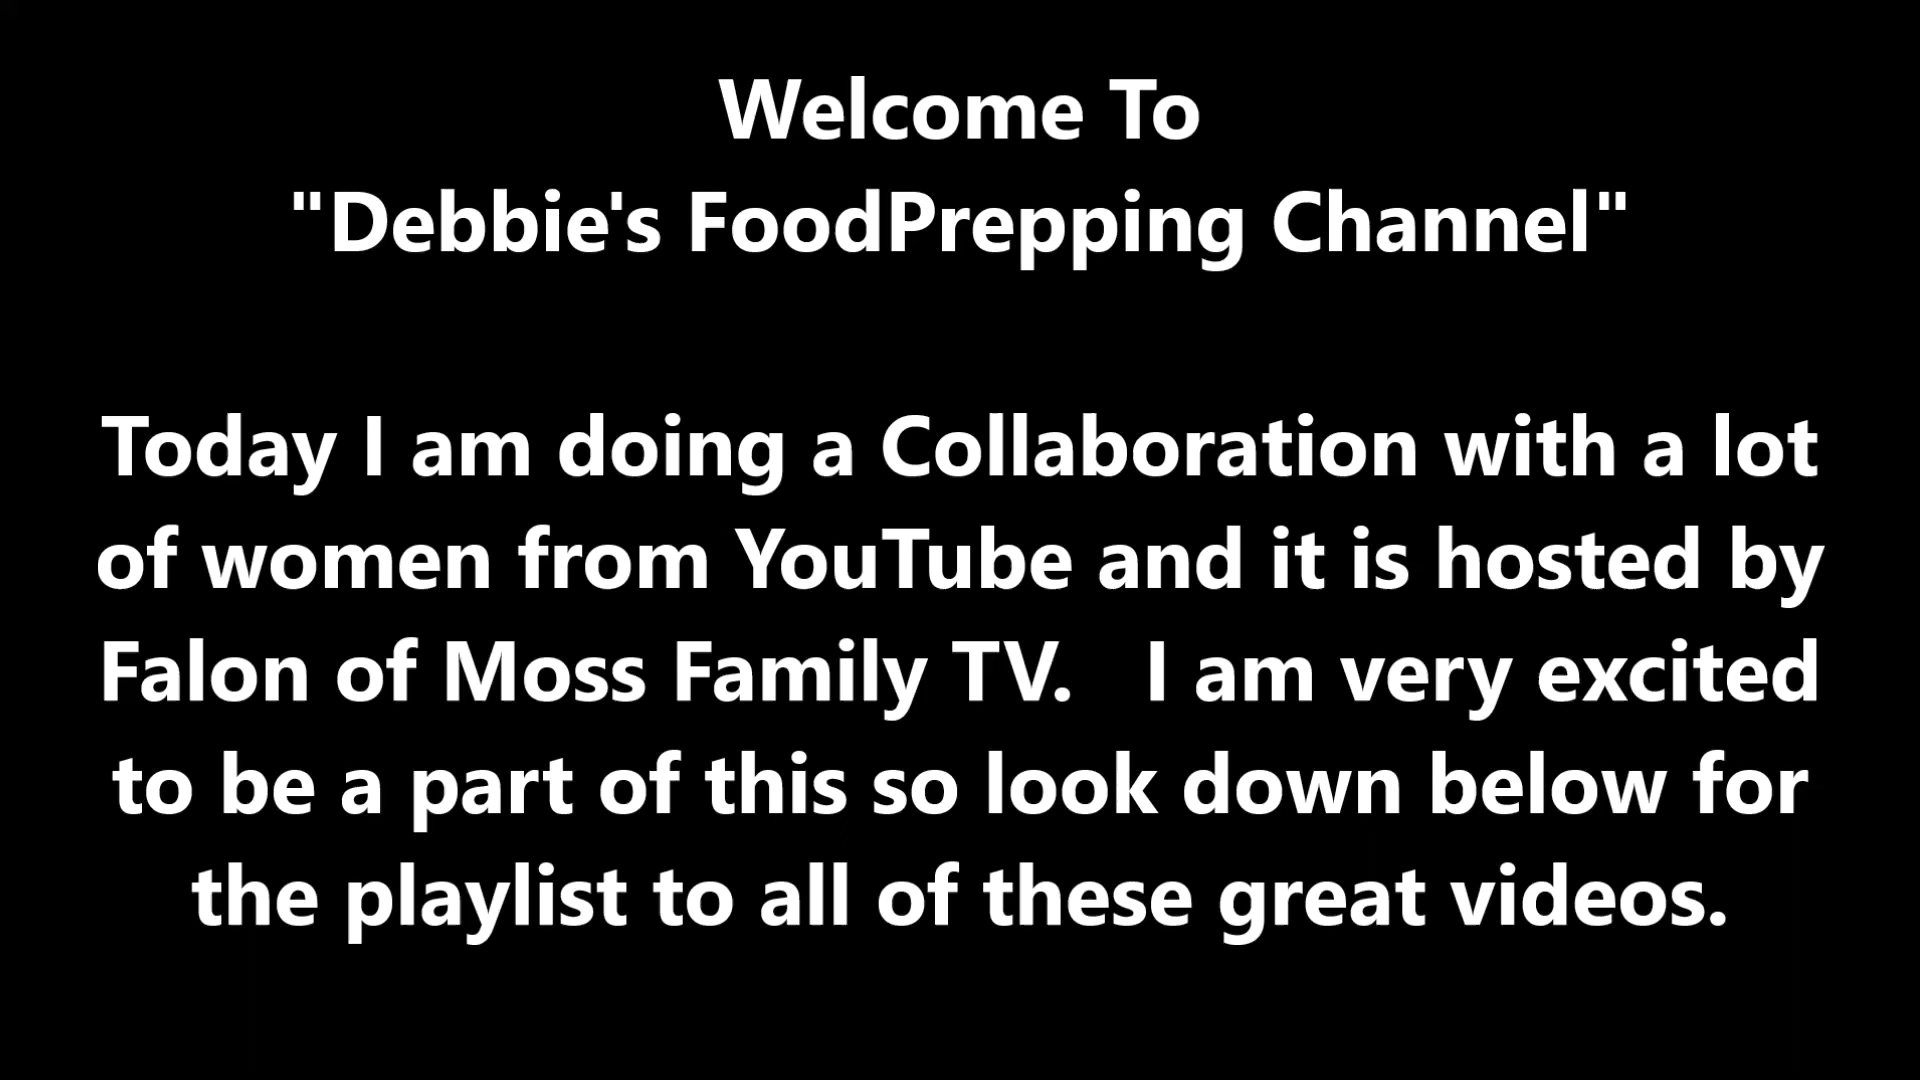 Welcome To
"Debbie's FoodPrepping Channel"
Today I am doing a Collaboration with a lot
of women from YouTube and it is hosted by
Falon of Moss Family TV.   I am very excited
to be a part of this so look down below for
the playlist to all of these great videos.